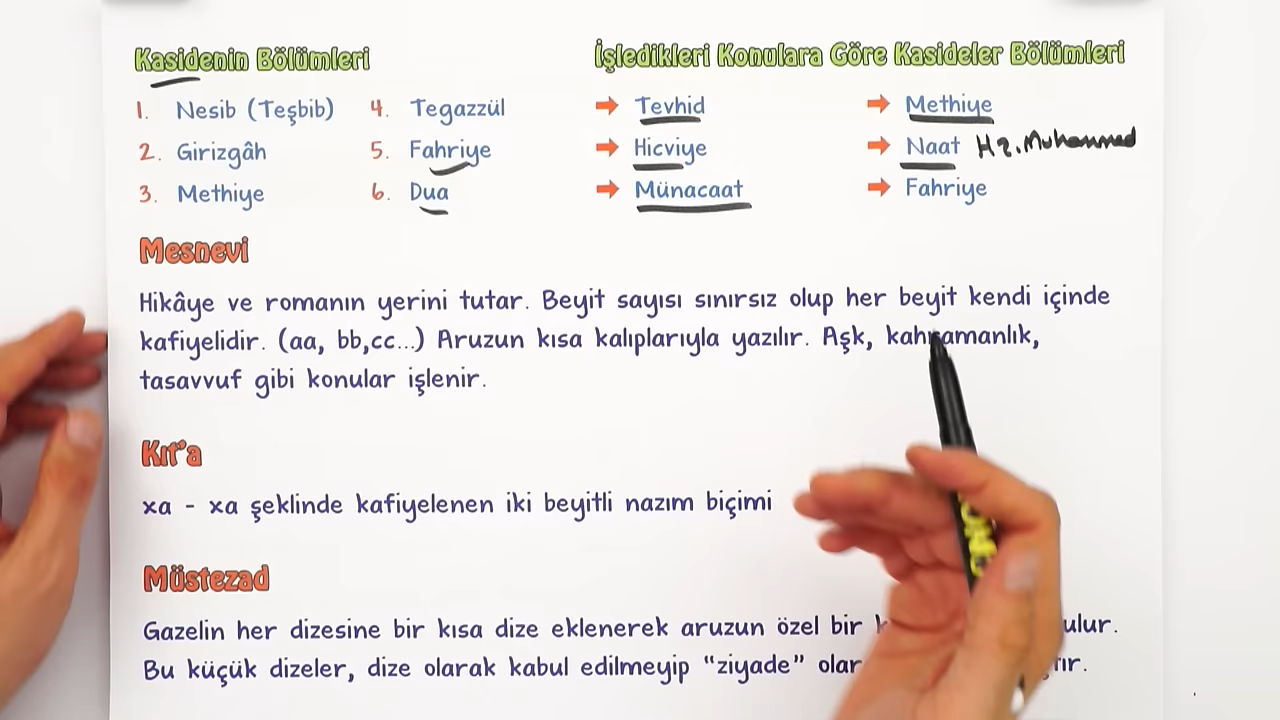 Kasidenin Bölümleri
1. Nesib (Teşbib)
2. Girizgâh
3. Methiye
4. Tegazzül
5. Fahriye
6. Dua
İşledikleri Konulara Göre Kasideler Bölümleri
Tevhid
Hicviye
Münacaat
Methiye
Naat Hz. Muhammed
Fahriye
Mesnevi
Hikâye ve romanın yerini tutar. Beyit sayısı sınırsız olup her beyit kendi içinde
kafiyelidir. (aa, bb,cc...) Aruzun kısa kalıplarıyla yazılır. Aşk, kahramanlık,
tasavvuf gibi konular işlenir.
Kıt'a
xa - xa şeklinde kafiyelenen iki beyitli nazım biçimi
Müstezad
Gazelin her dizesine bir kısa dize eklenerek aruzun özel bir
Bu küçük dizeler, dize olarak kabul edilmeyip "ziyade"